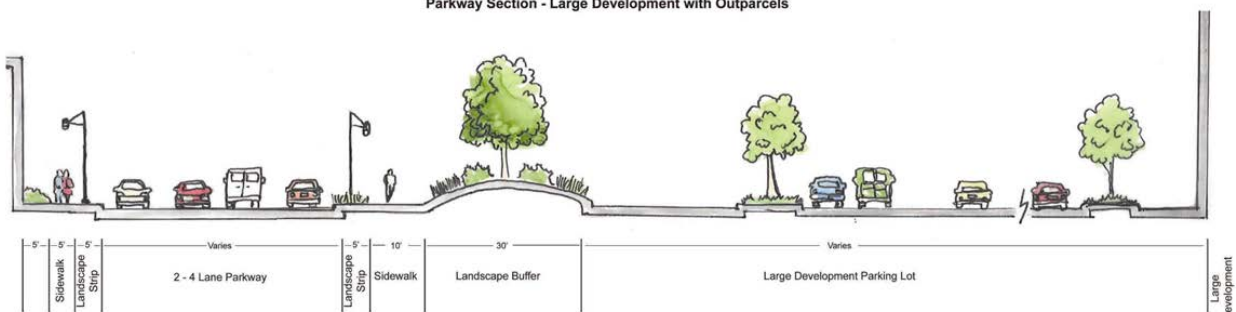 Parkway Section - Large Development with Outparcels
5'
5'
5'
Varies
5'
10'
30'
Varies
Sidewalk
Landscape
Strip
2 - 4 Lane Parkway
Landscape
Strip
Sidewalk
Landscape Buffer
Large Development Parking Lot
Large